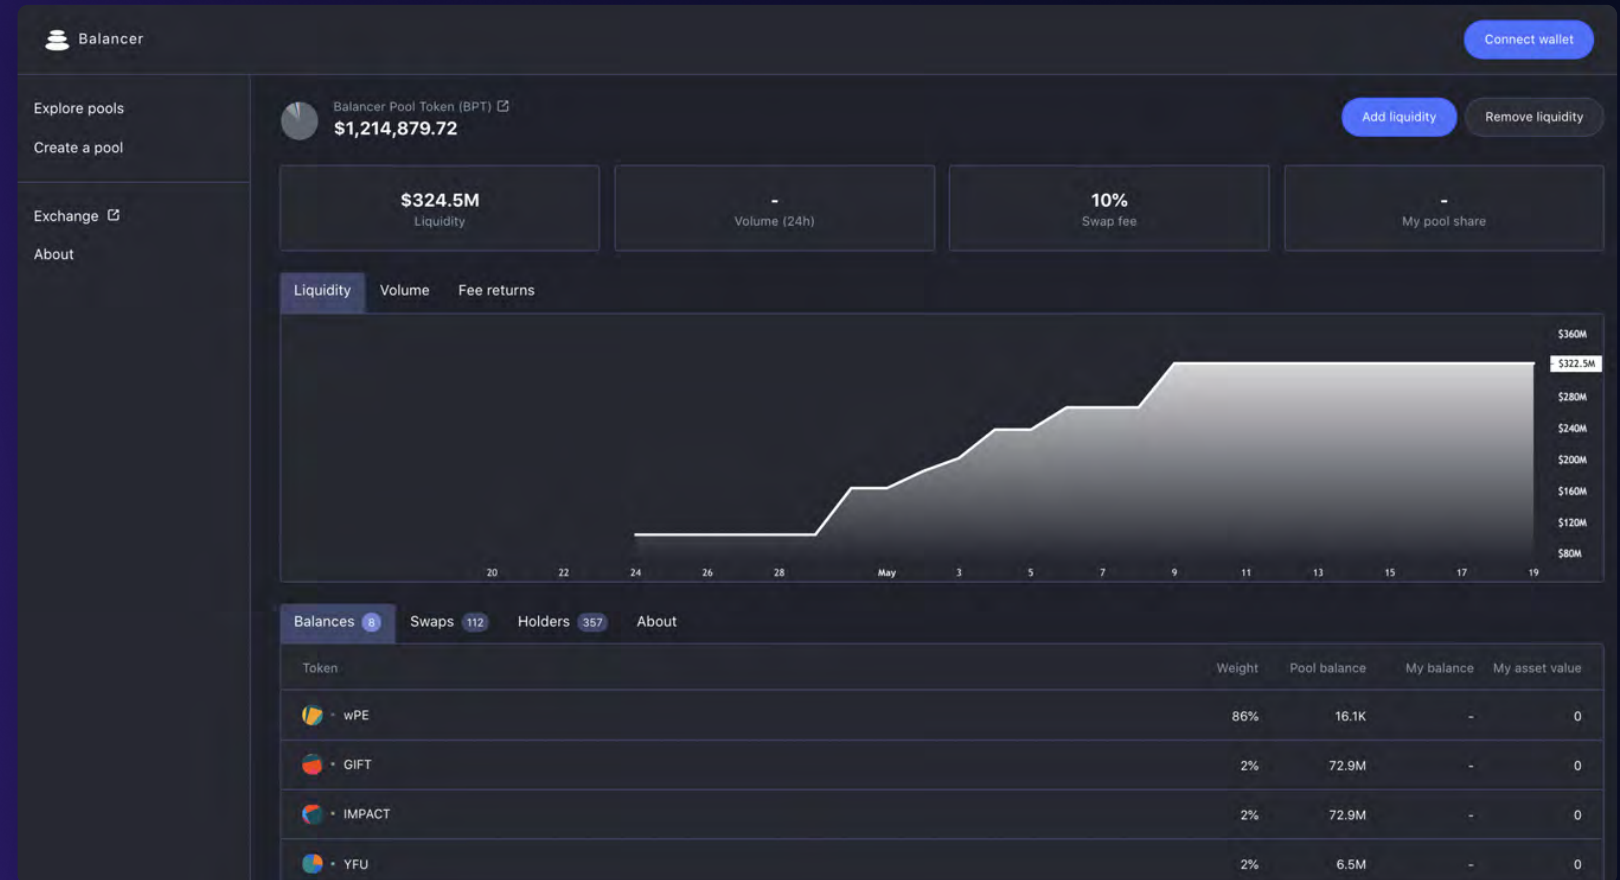 Balancer
Connect wallet
Explore pools
Create a pool
Exchange
About
Balancer Pool Token (BPT)
$1,214,879.72
Add liquidity
Remove liquidity
$324.5M
Liquidity
-
Volume (24h)
10%
Swap fee
-
My pool share
Liquidity Volume Fee returns
$360M
$322.5M
$280M
$240M
$200M
$160M
$120M
$80M
20 22 24 26 28 May 3 5 7 9 11 13 15 17 19
Balances 8 Swaps 112 Holders 357 About
Token Weight Pool balance My balance My asset value
wPE 86% 16.1K - 0
GIFT 2% 72.9M - 0
IMPACT 2% 72.9M - 0
YFU 2% 6.5M - 0